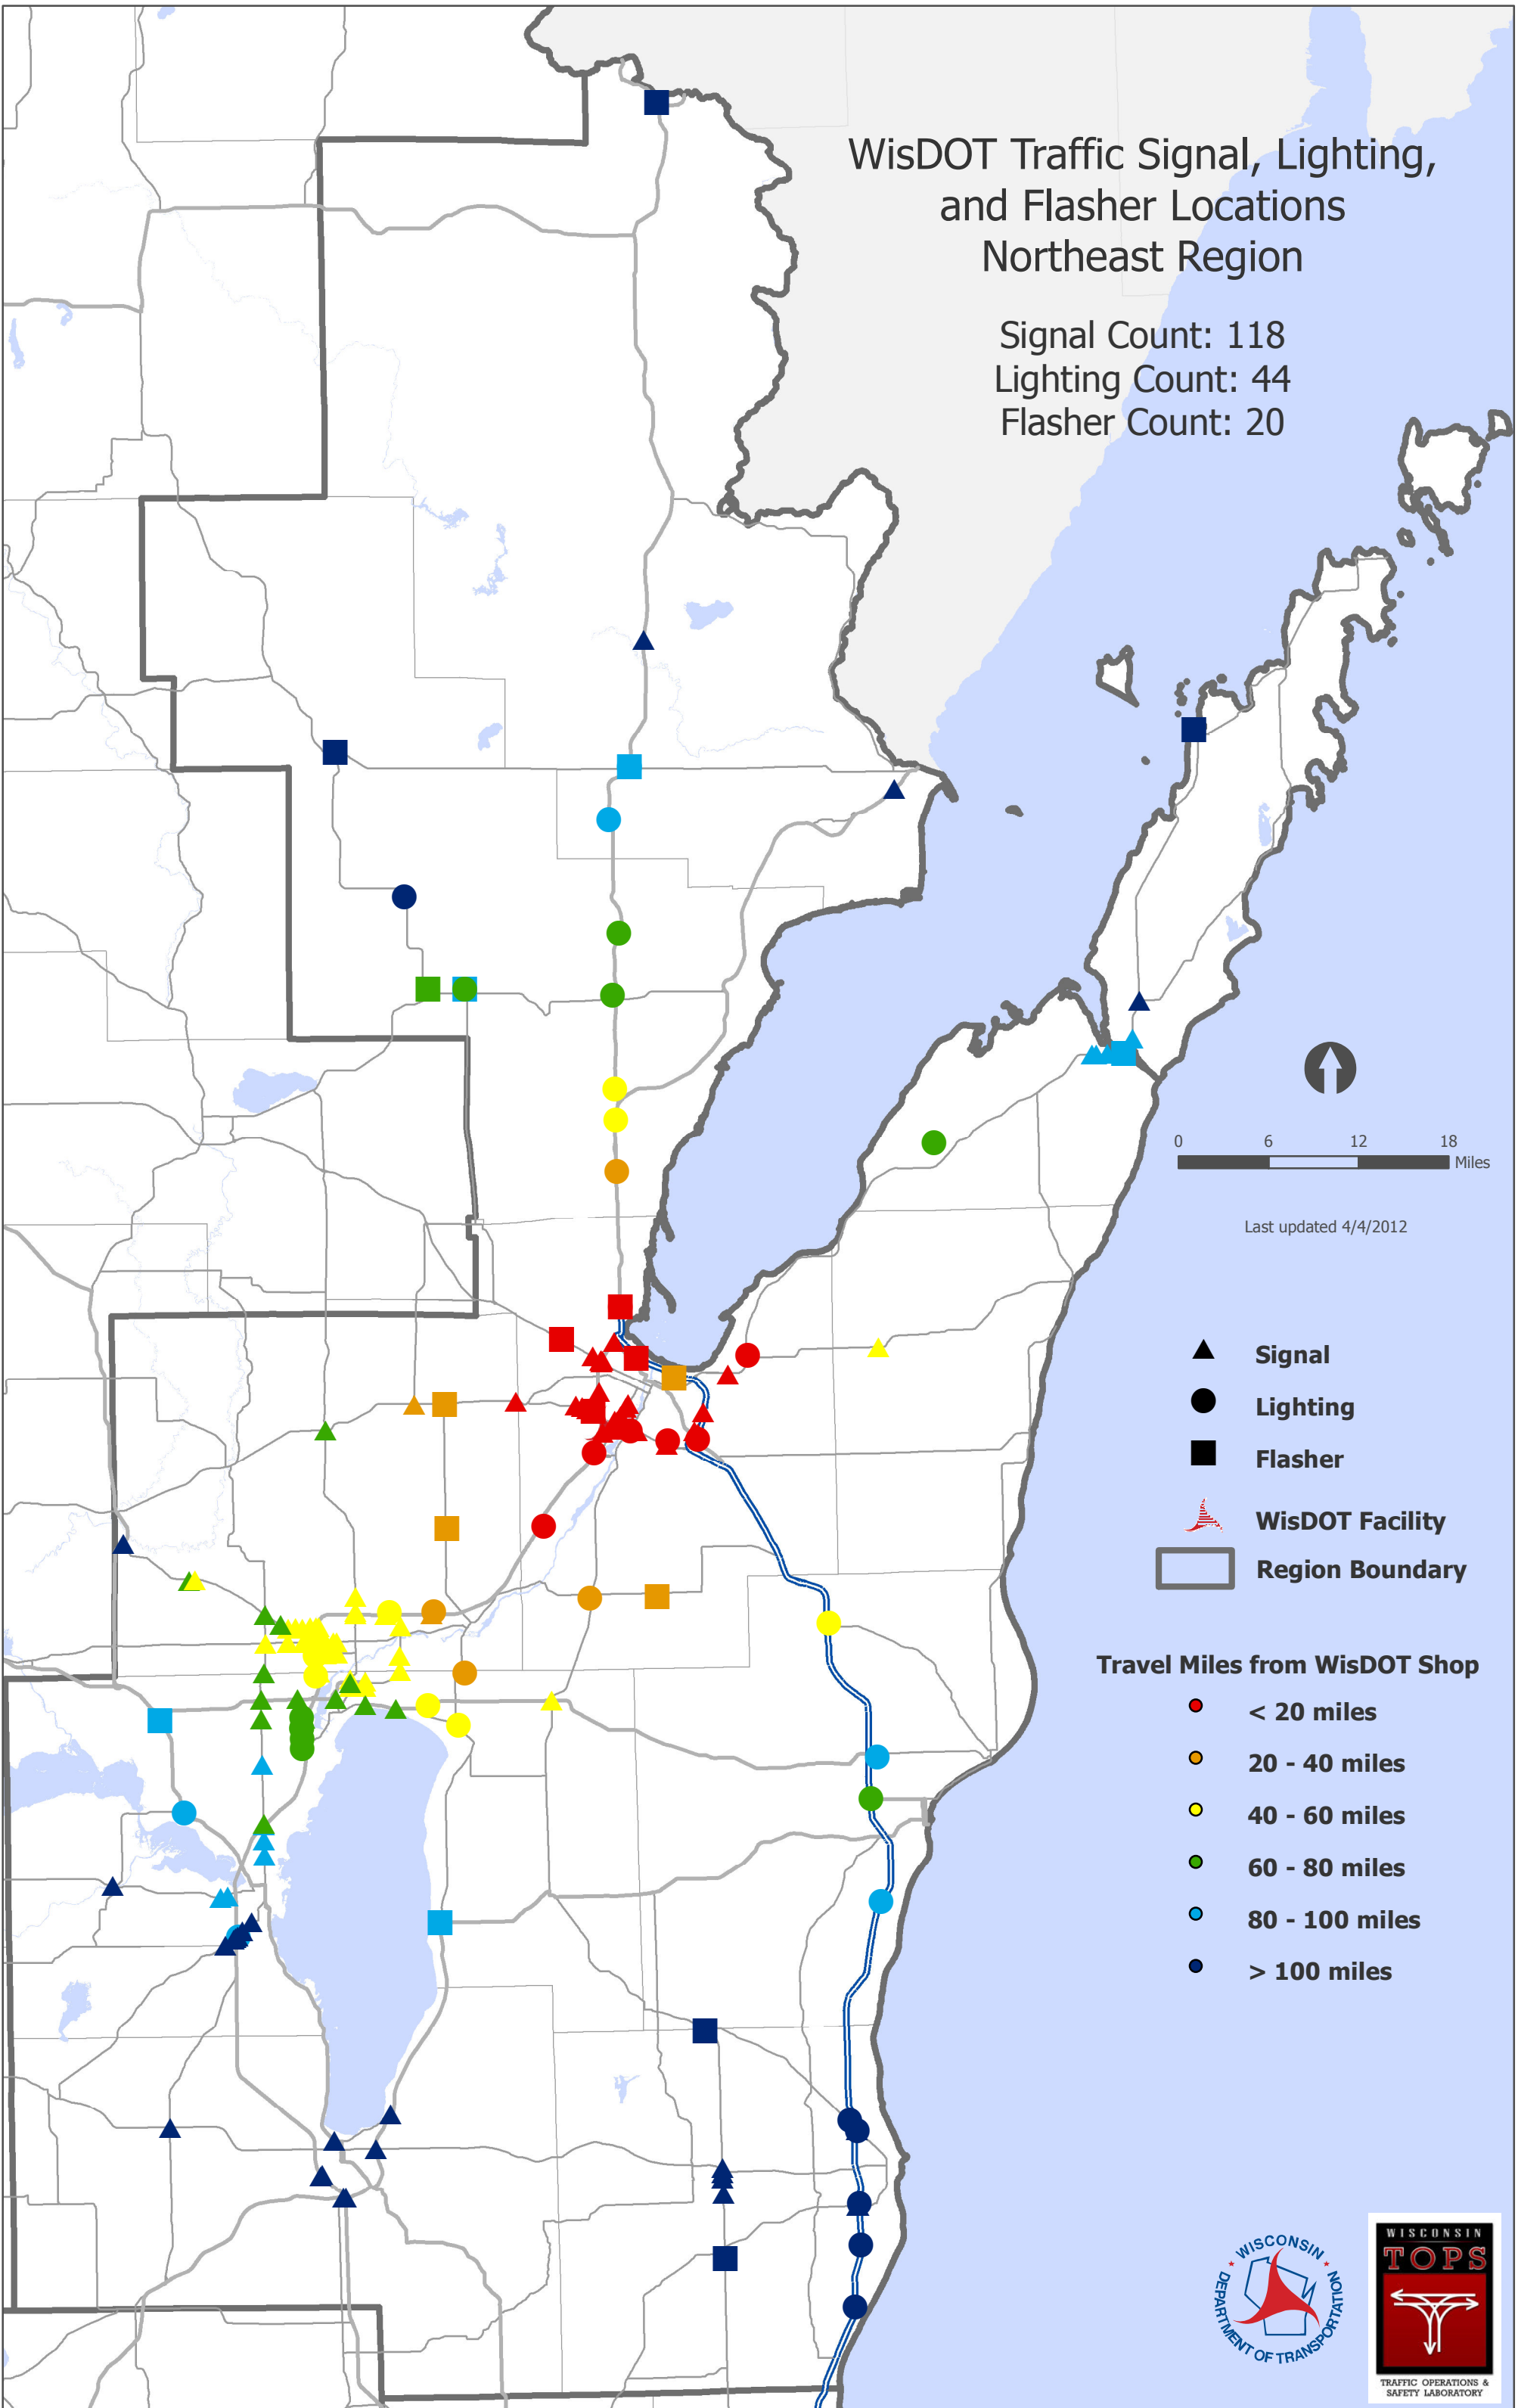 WisDOT Traffic Signal, Lighting,
and Flasher Locations
Northeast Region
Signal Count: 118
Lighting Count: 44
Flasher Count: 20
0 6 12 18
Miles
Last updated 4/4/2012
Signal
Lighting
Flasher
WisDOT Facility
Region Boundary
Travel Miles from WisDOT Shop
< 20 miles
20 - 40 miles
40 - 60 miles
60 - 80 miles
80 - 100 miles
> 100 miles
WISCONSIN
DEPARTMENT OF TRANSPORTATION
WISCONSIN
TOPS
TRAFFIC OPERATIONS &
SAFETY LABORATORY